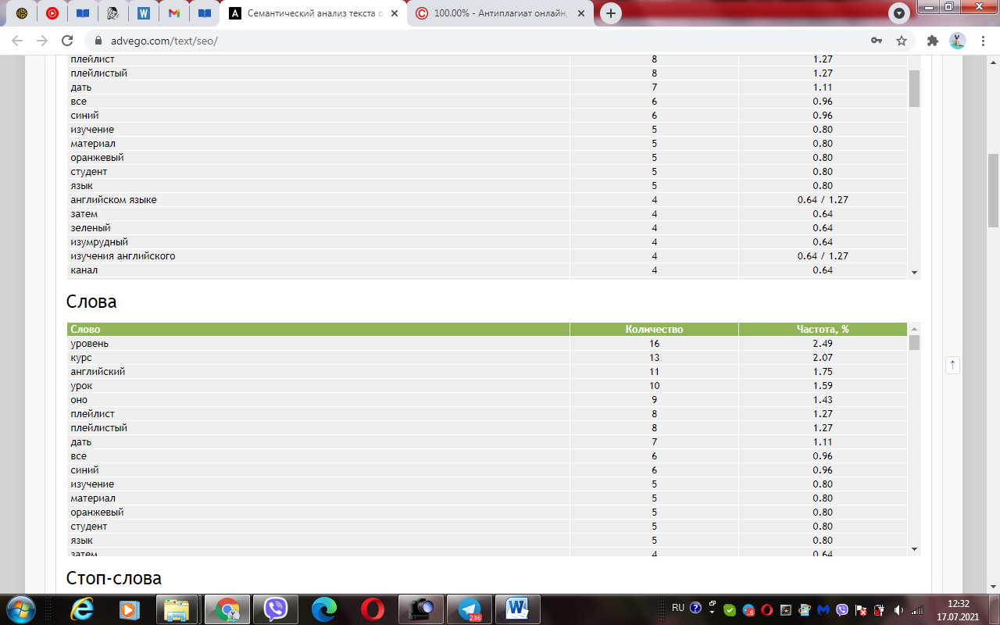 Семантический анализ текста о
100.00% - Антиплагиат онлайн,
advego.com/text/seo/
плейлист 8 1.27
плейлистый 8 1.27
дать 7 1.11
все 6 0.96
синий 6 0.96
изучение 5 0.80
материал 5 0.80
оранжевый 5 0.80
студент 5 0.80
язык 5 0.80
английском языке 4 0.64 / 1.27
затем 4 0.64
зеленый 4 0.64
изумрудный 4 0.64
изучения английского 4 0.64 / 1.27
канал 4 0.64
Слова
Слово Количество Частота, %
уровень 16 2.49
курс 13 2.07
английский 11 1.75
урок 10 1.59
оно 9 1.43
плейлист 8 1.27
плейлистый 8 1.27
дать 7 1.11
все 6 0.96
синий 6 0.96
изучение 5 0.80
материал 5 0.80
оранжевый 5 0.80
студент 5 0.80
язык 5 0.80
затем 4 0.64
Стоп-слова
236
RU
12:32
17.07.2021